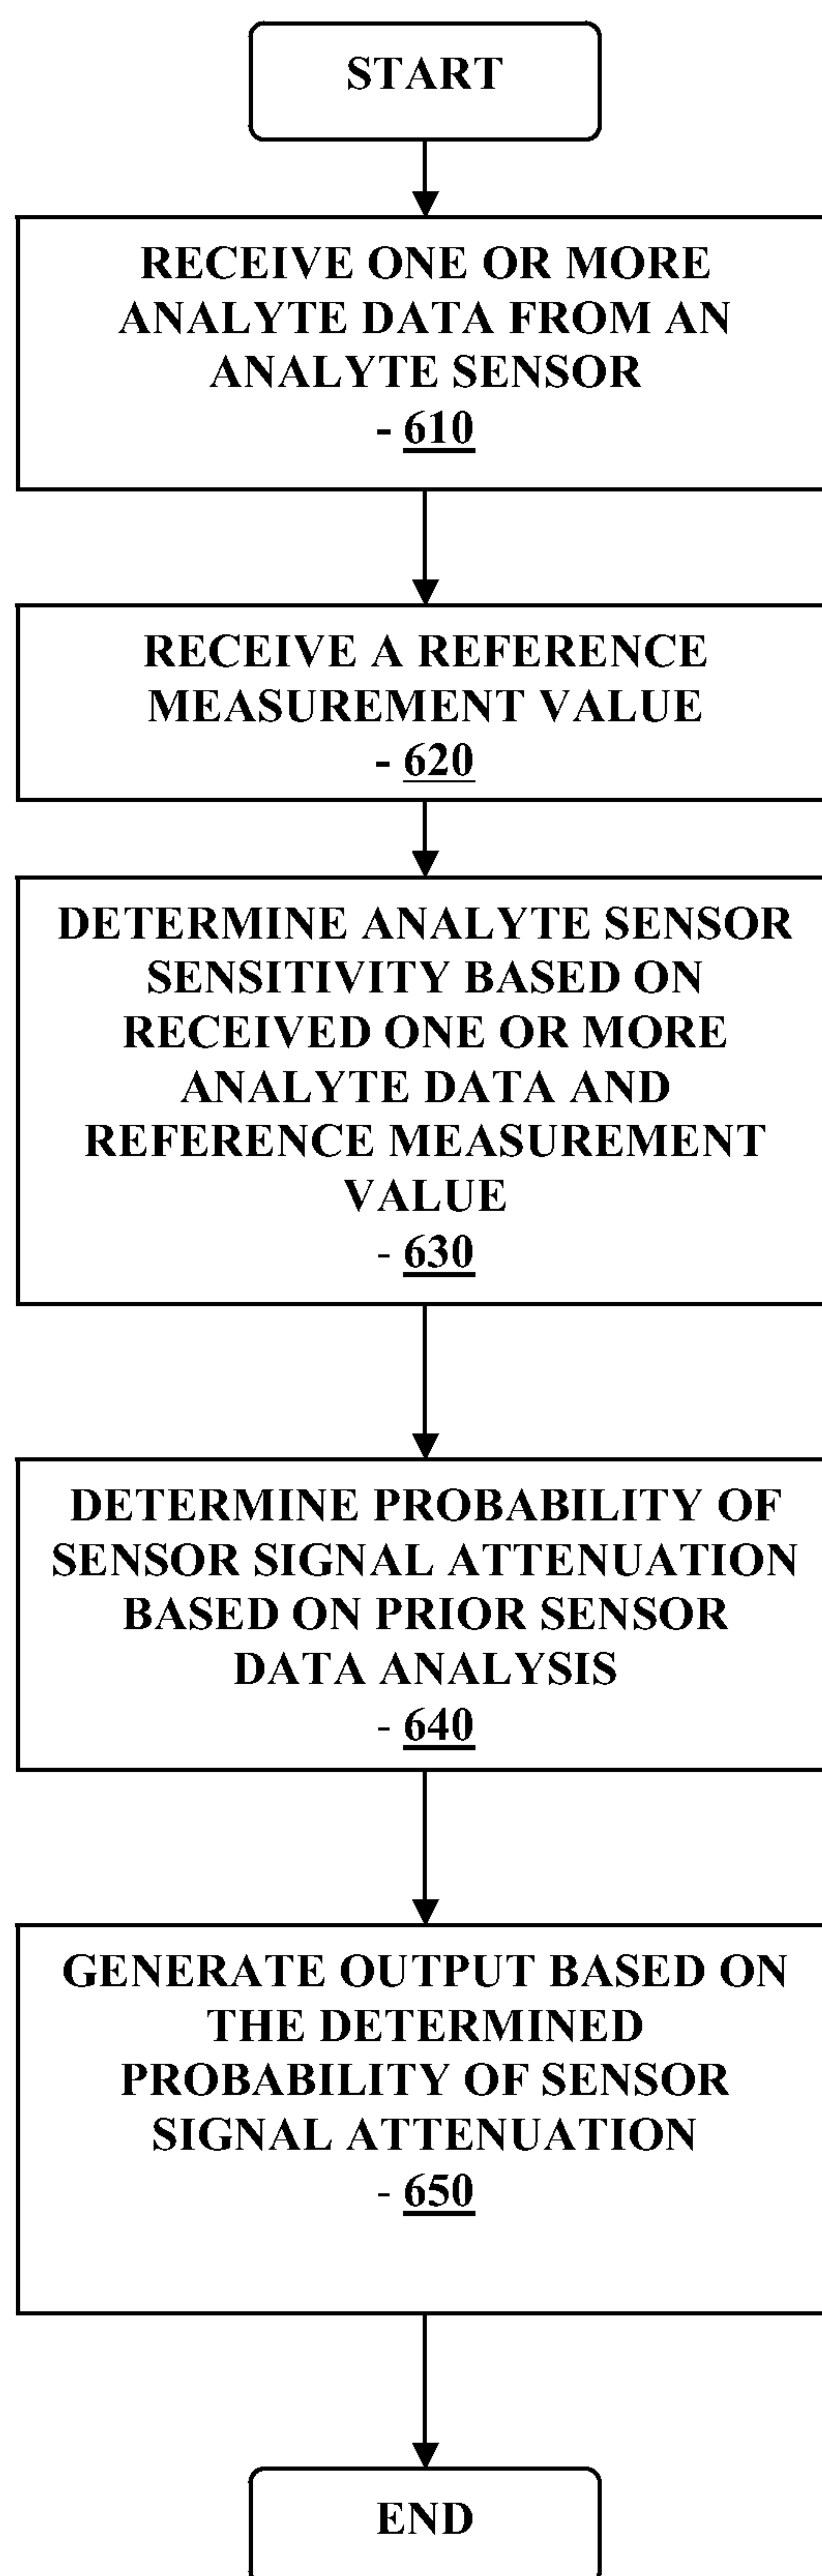 START
RECEIVE ONE OR MORE
ANALYTE DATA FROM AN
ANALYTE SENSOR
- 610
RECEIVE A REFERENCE
MEASUREMENT VALUE
- 620
DETERMINE ANALYTE SENSOR
SENSITIVITY BASED ON
RECEIVED ONE OR MORE
ANALYTE DATA AND
REFERENCE MEASUREMENT
VALUE
- 630
DETERMINE PROBABILITY OF
SENSOR SIGNAL ATTENUATION
BASED ON PRIOR SENSOR
DATA ANALYSIS
- 640
GENERATE OUTPUT BASED ON
THE DETERMINED
PROBABILITY OF SENSOR
SIGNAL ATTENUATION
- 650
END